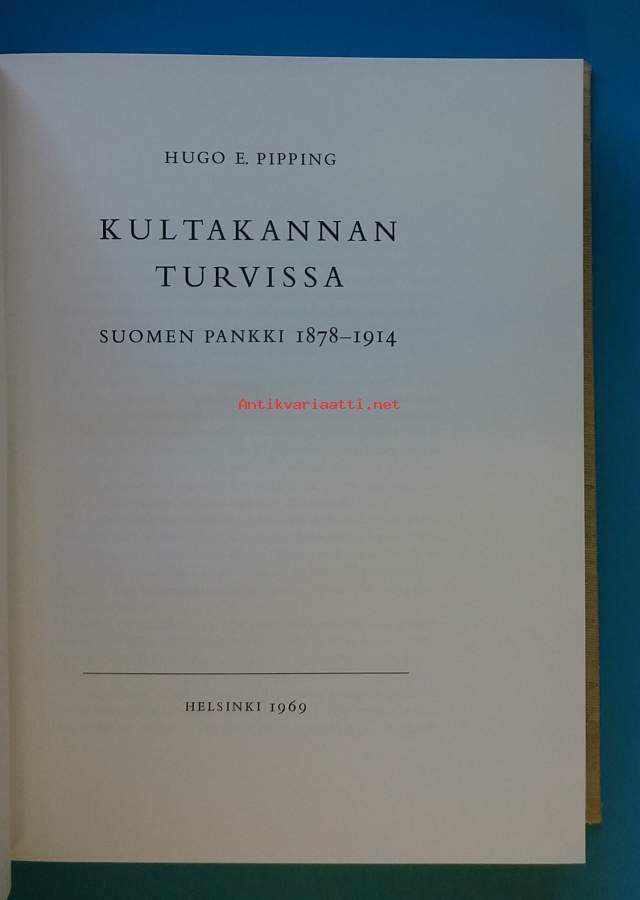 HUGO E. PIPPING
KULTAKANNAN
TURVISSA
SUOMEN PANKKI 1878–1914
Antikvariaatti.net
HELSINKI 1969